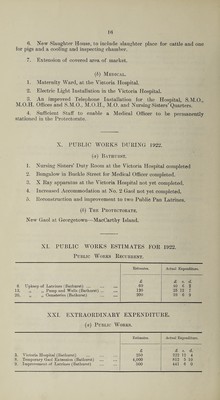 16
6. New Slaughter House, to include slaughter place for cattle and one
for pigs and a cooling and inspecting chamber.
7. Extension of covered area of market.
(b) Medical.
1. Maternity Ward, at the Victoria Hospital.
2. Electric Light Installation in the Victoria Hospital.
3. An improved Telephone Installation for the Hospital, S.M.O.,
M.O.H. Offices and S.M.O., M.O.H., M.O. and Nursing Sisters' Quarters.
4. Sufficient Staff to enable a Medical Officer to be permanently
stationed in the Protectorate.
X. PUBLIC WORKS DURING 1922.
(a) Bathurst.
1. Nursing Sisters' Duty Room at the Victoria Hospital completed
2. Bungalow in Buckle Street for Medical Officer completed.
3. X Ray apparatus at the Victoria Hospital not yet completed.
4. Increased Accommodation at No. 2 Gaol not yet completed.
5. Reconstruction and improvement to two Public Pan Latrines.
(b) The Protectorate.
New Gaol at Georgetown—MacCarthy Island.
XI. PUBLIC WORKS ESTIMATES FOR 1922.
Public Works Recurrent.
Estimates. Actual Expenditure.
£ £ s. d.
Upkeep of Latrines (Bathurst)
Pump and Wells (Bathurst)
Cemeteries (Bathurst)
XXI. EXTRAORDINARY EXPENDITURE.
(a) Public Works.
Estimates. Actual Expenditure.
£ £ s. d.
Victoria Hospital (Bathurst)
Temporary Gaol Extension (Bathurst) 4,000
Improvement of Latrines (Bathurst)